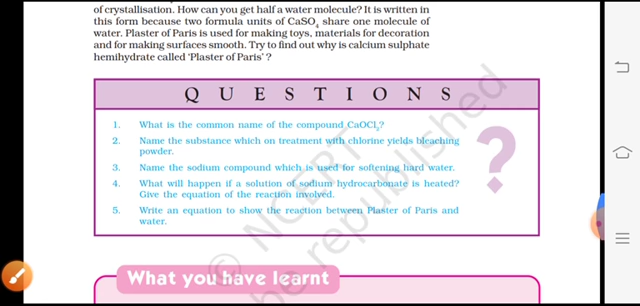 of crystallisation. How can you get half a water molecule? It is written in
this form because two formula units of CaSO₄ share one molecule of
water. Plaster of Paris is used for making toys, materials for decoration
and for making surfaces smooth. Try to find out why is calcium sulphate
hemihydrate called ‘Plaster of Paris’ ?
QUESTIONS
1. What is the common name of the compound CaOCl₂?
2. Name the substance which on treatment with chlorine yields bleaching
powder.
3. Name the sodium compound which is used for softening hard water.
4. What will happen if a solution of sodium hydrocarbonate is heated?
Give the equation of the reaction involved.
5. Write an equation to show the reaction between Plaster of Paris and
water.
?
What you have learnt
© NCERT
be republished